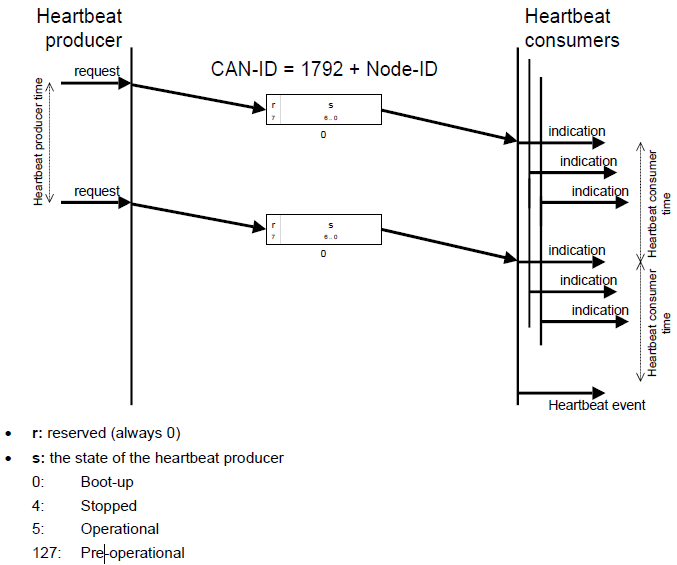 Heartbeat
producer
Heartbeat
consumers
CAN-ID = 1792 + Node-ID
request
r s
7 6..0
0
indication
indication
request
indication
r s
7 6..0
0
indication
indication
indication
Heartbeat producer time
Heartbeat consumer
time
Heartbeat consumer
time
Heartbeat event
• r: reserved (always 0)
• s: the state of the heartbeat producer
0: Boot-up
4: Stopped
5: Operational
127: Pre-operational